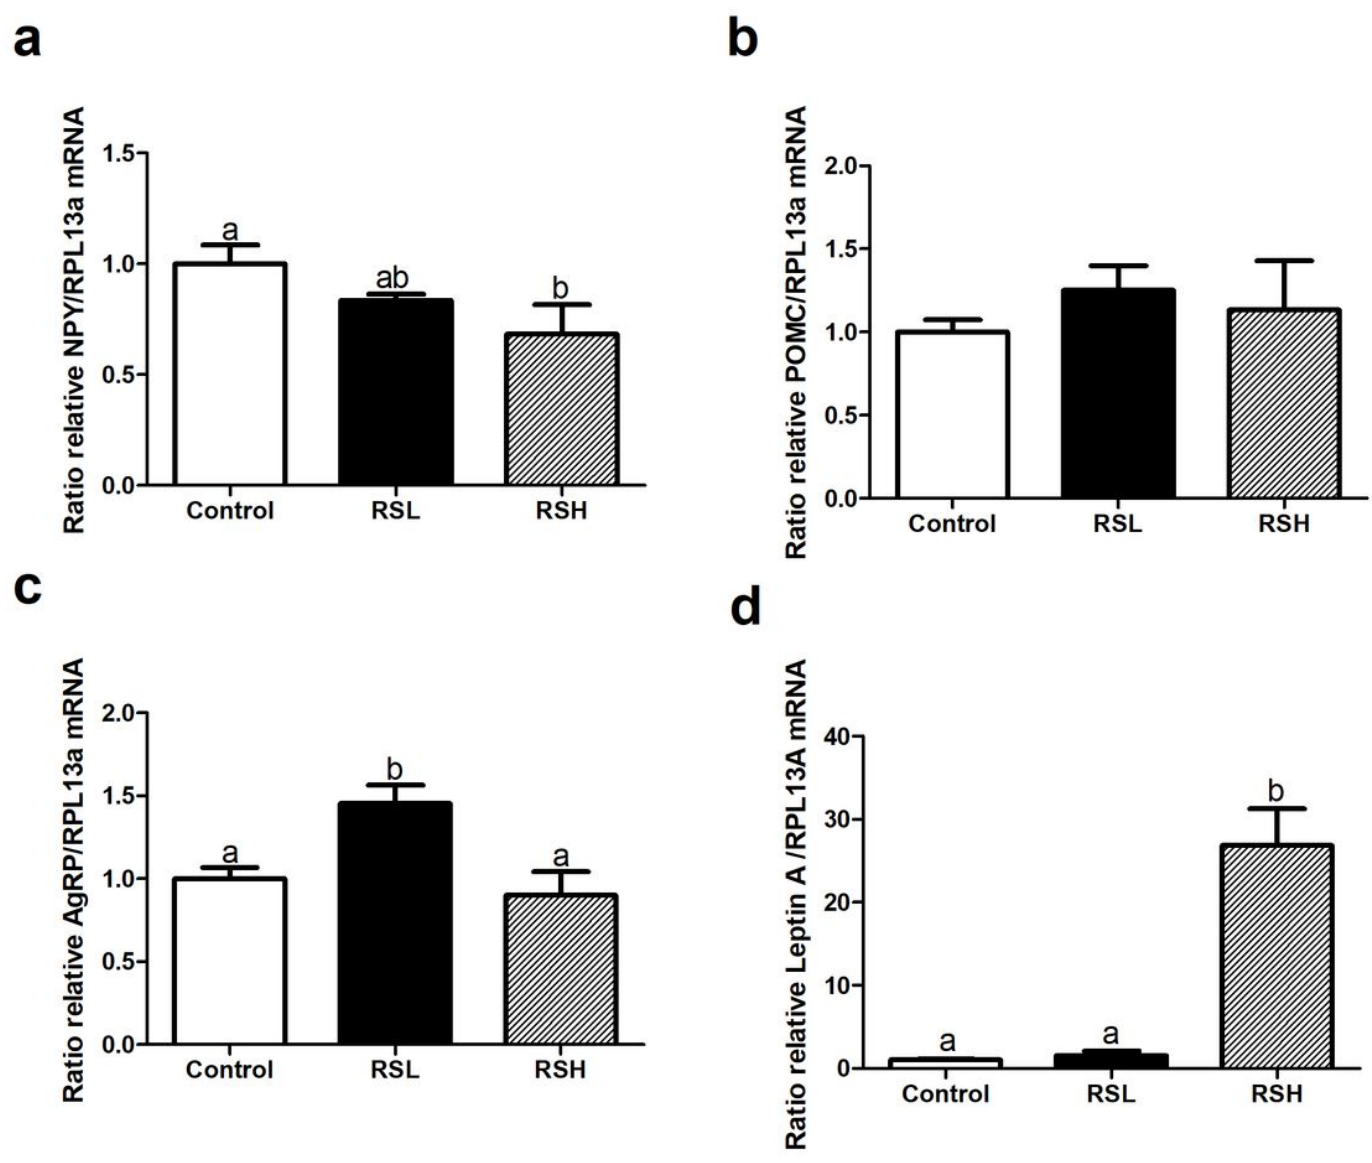 a
Ratio relative NPY/RPL13a mRNA
1.5
1.0
0.5
0.0
a
ab
b
Control RSL RSH
b
Ratio relative POMC/RPL13a mRNA
2.0
1.5
1.0
0.5
0.0
Control RSL RSH
c
Ratio relative AgRP/RPL13a mRNA
2.0
1.5
1.0
0.5
0.0
a
b
a
Control RSL RSH
d
Ratio relative Leptin A /RPL13A mRNA
40
30
20
10
0
a
a
b
Control RSL RSH